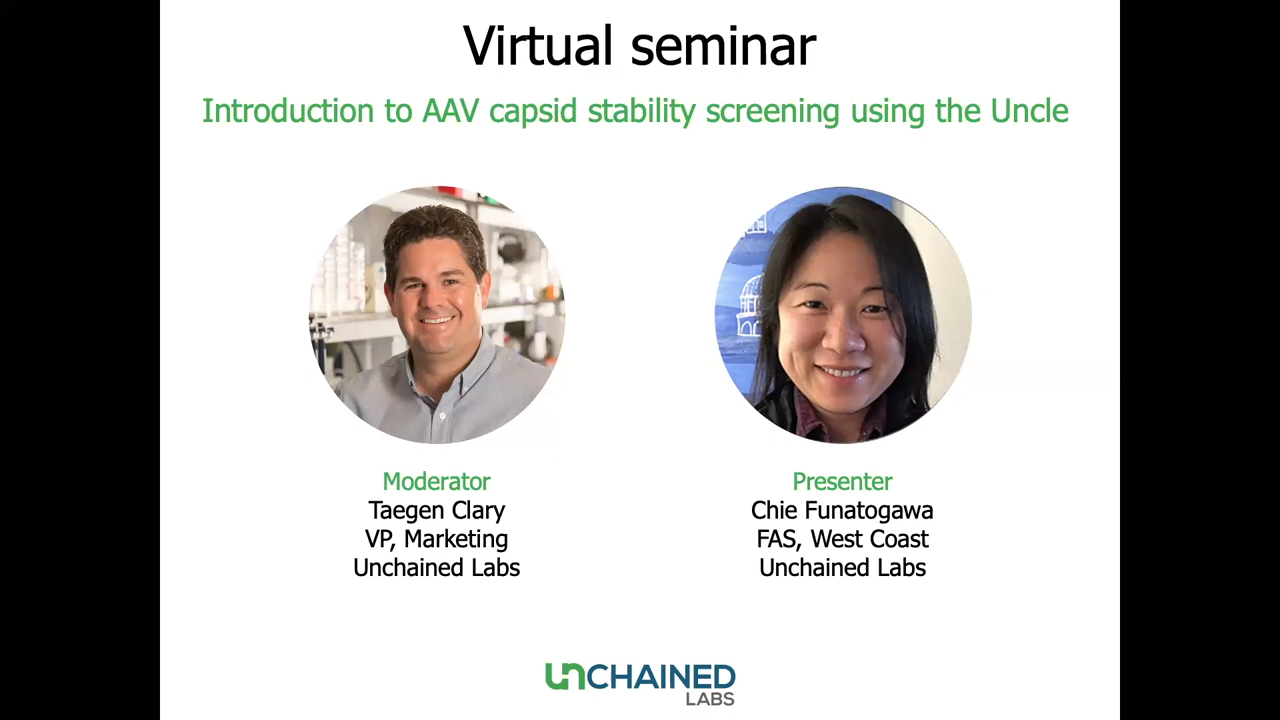 Virtual seminar
Introduction to AAV capsid stability screening using the Uncle
Moderator
Taegen Clary
VP, Marketing
Unchained Labs
Presenter
Chie Funatogawa
FAS, West Coast
Unchained Labs
UNCHAINED
LABS